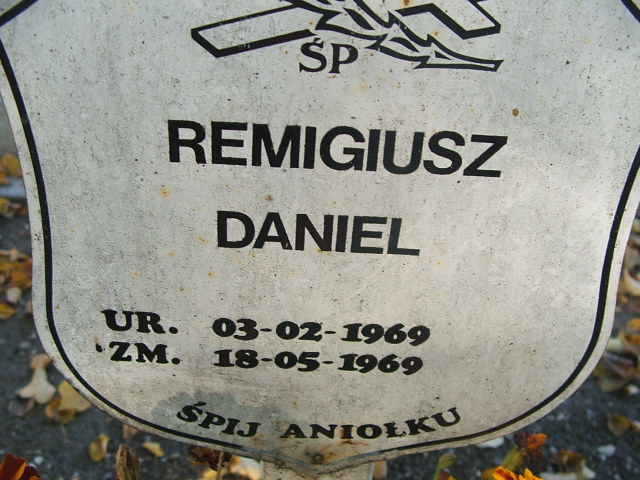 ŚP
REMIGIUSZ
DANIEL
UR. 03-02-1969
ZM. 18-05-1969
ŚPIJ ANIOŁKU